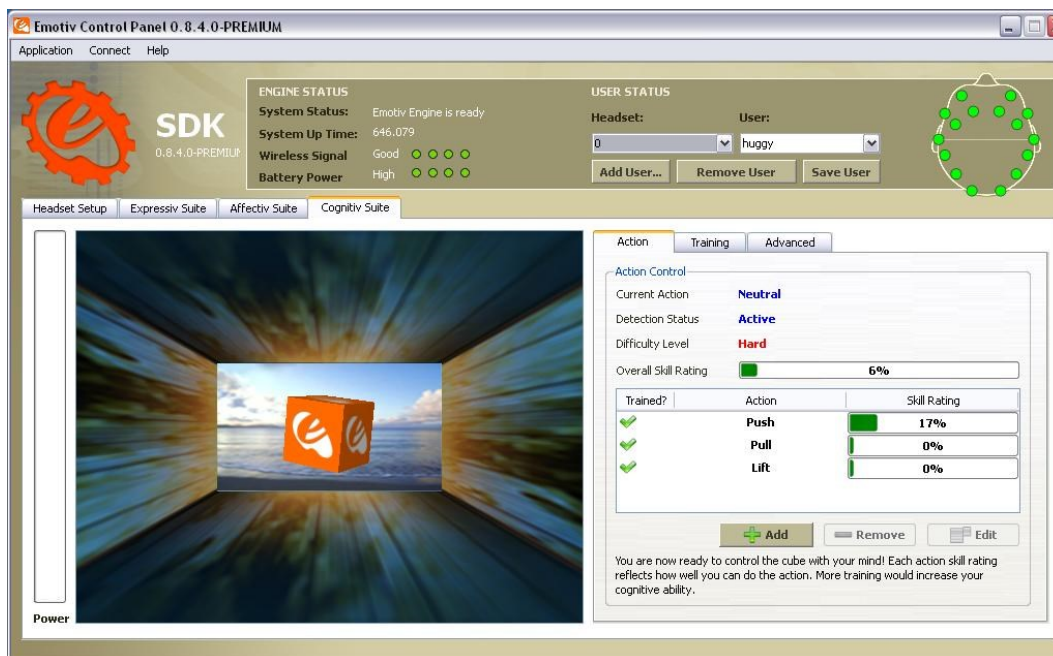 Emotiv Control Panel 0.8.4.0-PREMIUM
Application Connect Help
SDK
0.8.4.0-PREMIUM
ENGINE STATUS
System Status: Emotiv Engine is ready
System Up Time: 646.079
Wireless Signal Good
Battery Power High
USER STATUS
Headset: User:
0 huggy
Add User... Remove User Save User
Headset Setup Expressiv Suite Affectiv Suite Cognitiv Suite
Power
Action Training Advanced
Action Control
Current Action Neutral
Detection Status Active
Difficulty Level Hard
Overall Skill Rating 6%
Trained? Action Skill Rating
Push 17%
Pull 0%
Lift 0%
Add Remove Edit
You are now ready to control the cube with your mind! Each action skill rating
reflects how well you can do the action. More training would increase your
cognitive ability.